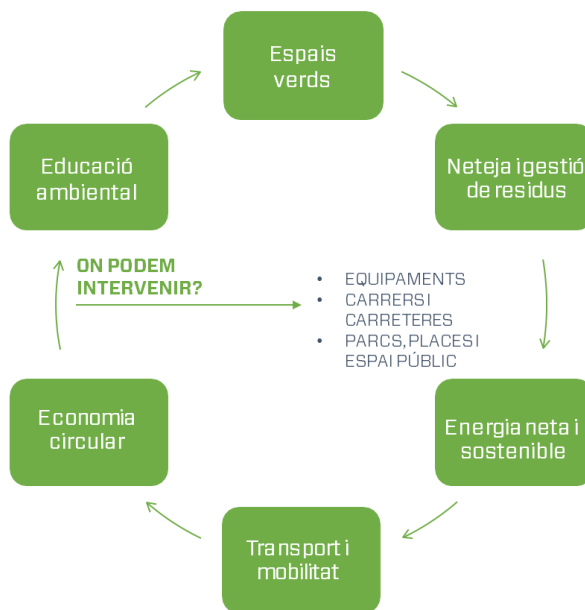 Espais
verds
Neteja i gestió
de residus
Energia neta i
sostenible
Transport i
mobilitat
Economia
circular
Educació
ambiental
ON PODEM
INTERVENIR?
• EQUIPAMENTS
• CARRERS I
CARRETERES
• PARCS, PLACES I
ESPAI PÚBLIC